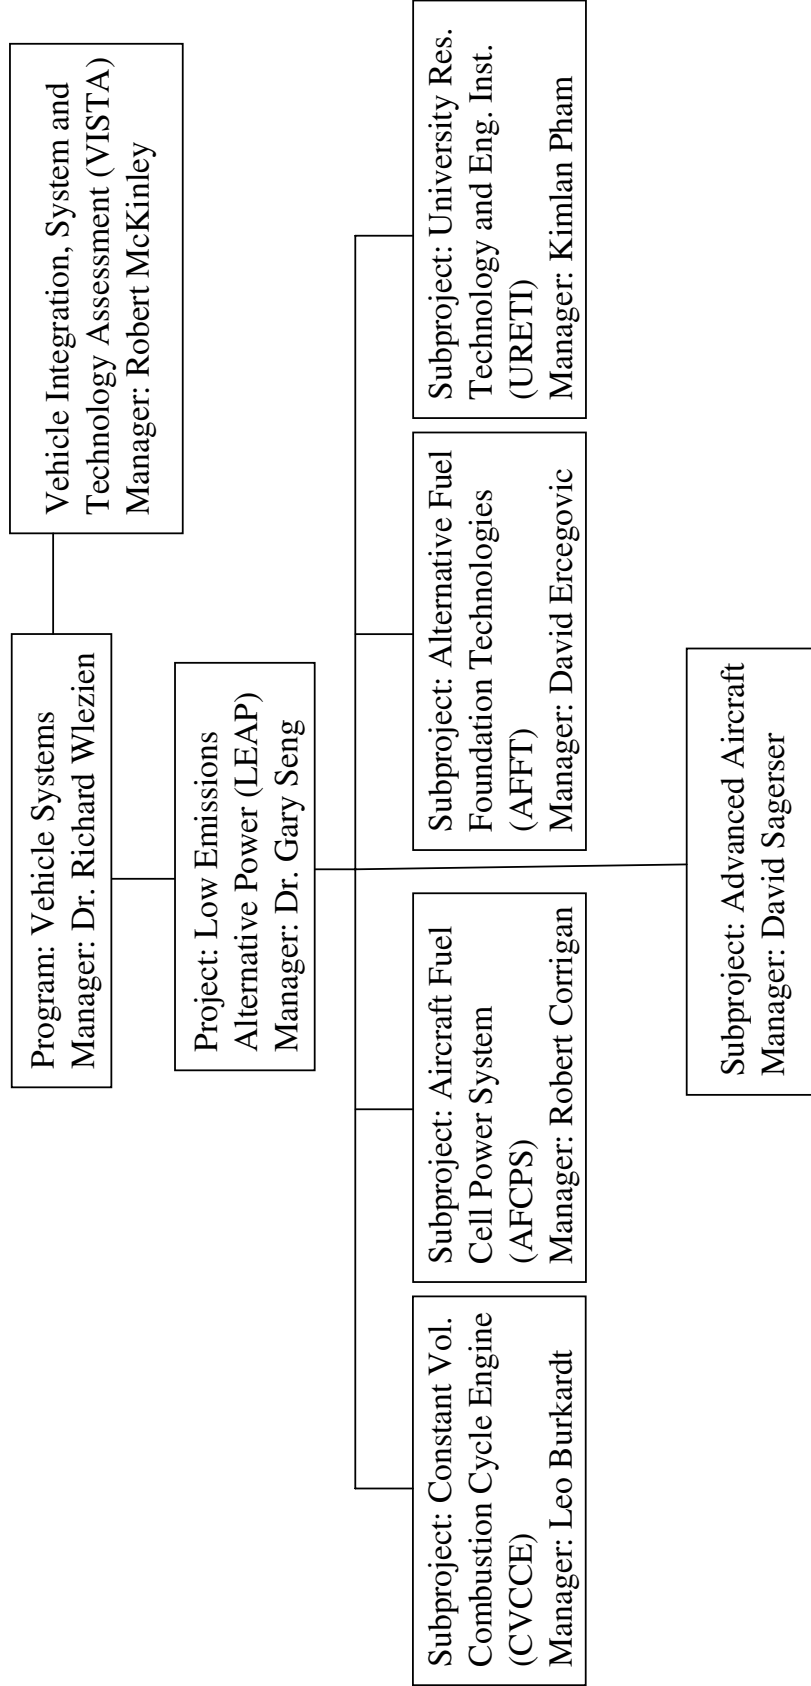 Program: Vehicle Systems
Manager: Dr. Richard Wlezien
Vehicle Integration, System and
Technology Assessment (VISTA)
Manager: Robert McKinley
Project: Low Emissions
Alternative Power (LEAP)
Manager: Dr. Gary Seng
Subproject: Constant Vol.
Combustion Cycle Engine
(CVCCE)
Manager: Leo Burkardt
Subproject: Aircraft Fuel
Cell Power System
(AFCPS)
Manager: Robert Corrigan
Subproject: Alternative Fuel
Foundation Technologies
(AFFT)
Manager: David Ercegovic
Subproject: University Res.
Technology and Eng. Inst.
(URETI)
Manager: Kimlan Pham
Subproject: Advanced Aircraft
Manager: David Sagerser